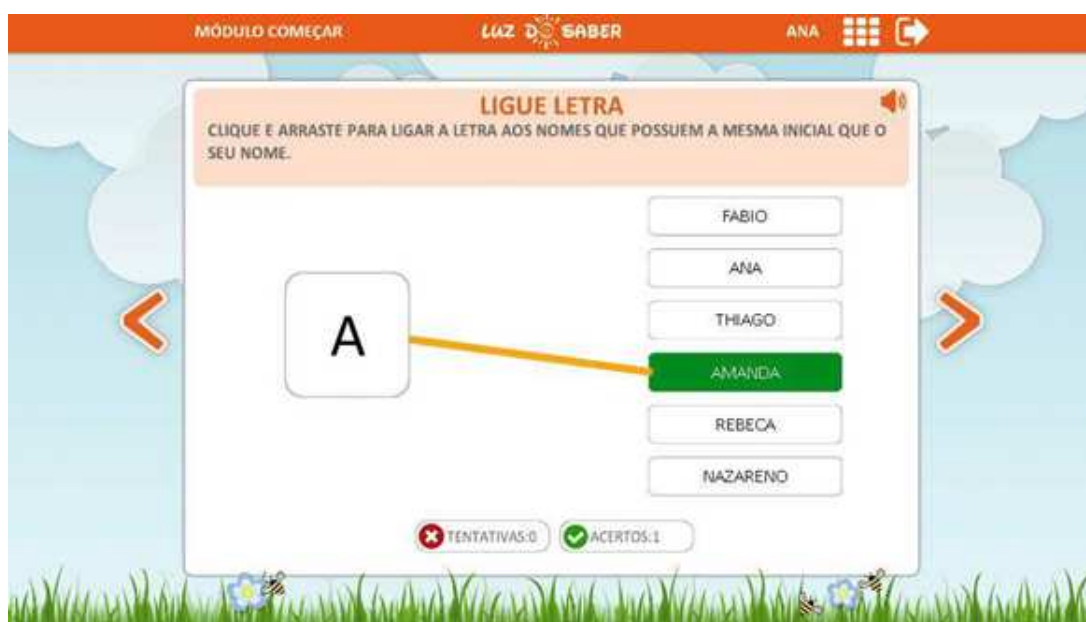 MÓDULO COMEÇAR LUZ DO SABER ANA
LIGUE LETRA
CLIQUE E ARRASTE PARA LIGAR A LETRA AOS NOMES QUE POSSUEM A MESMA INICIAL QUE O
SEU NOME.
FABIO
ANA
A
THIAGO
AMANDA
REBECA
NAZARENO
TENTATIVAS:0 ACERTOS:1